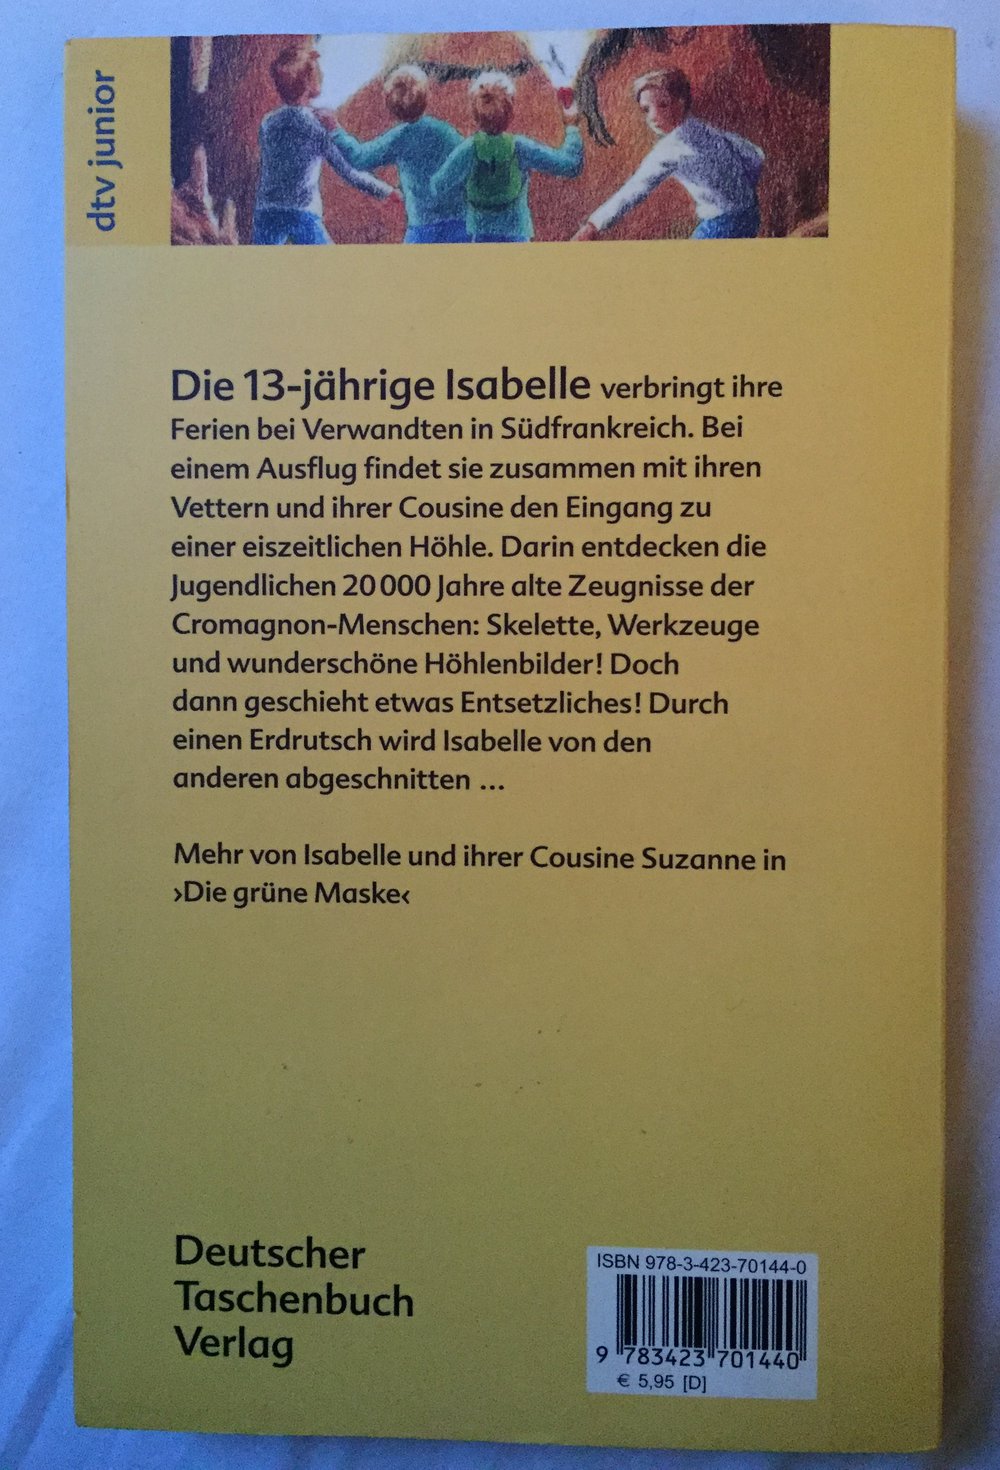 dtv junior
Die 13-jährige Isabelle verbringt ihre
Ferien bei Verwandten in Südfrankreich. Bei
einem Ausflug findet sie zusammen mit ihren
Vettern und ihrer Cousine den Eingang zu
einer eiszeitlichen Höhle. Darin entdecken die
Jugendlichen 20 000 Jahre alte Zeugnisse der
Cromagnon-Menschen: Skelette, Werkzeuge
und wunderschöne Höhlenbilder! Doch
dann geschieht etwas Entsetzliches! Durch
einen Erdrutsch wird Isabelle von den
anderen abgeschnitten ...
Mehr von Isabelle und ihrer Cousine Suzanne in
›Die grüne Maske‹
Deutscher
Taschenbuch
Verlag
ISBN 978-3-423-70144-0
9 783423 701440
€ 5,95 [D]